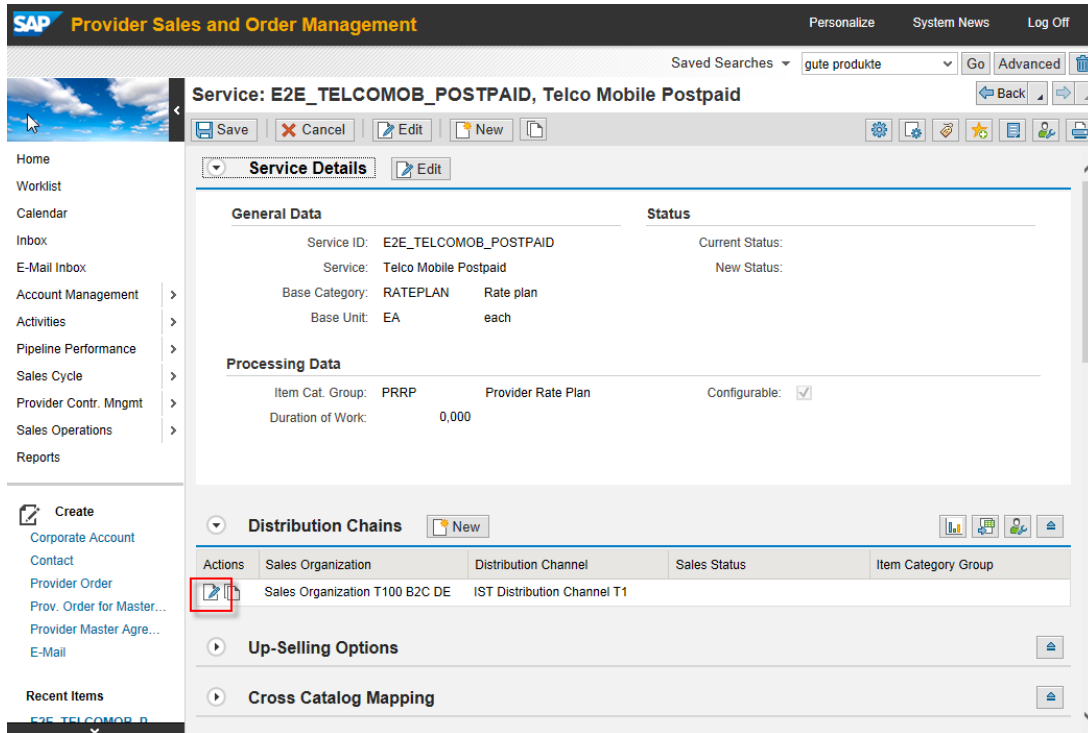 SAP Provider Sales and Order Management Personalize System News Log Off
Saved Searches gute produkte Go Advanced
Service: E2E_TELCOMOB_POSTPAID, Telco Mobile Postpaid Back
Save Cancel Edit New
Home
Worklist
Calendar
Inbox
E-Mail Inbox
Account Management
Activities
Pipeline Performance
Sales Cycle
Provider Contr. Mngmt
Sales Operations
Reports
Create
Corporate Account
Contact
Provider Order
Prov. Order for Master...
Provider Master Agre...
E-Mail
Recent Items
E2E_TELCOMOB_P...
Service Details Edit
General Data Status
Service ID: E2E_TELCOMOB_POSTPAID Current Status:
Service: Telco Mobile Postpaid New Status:
Base Category: RATEPLAN Rate plan
Base Unit: EA each
Processing Data
Item Cat. Group: PRRP Provider Rate Plan Configurable:
Duration of Work: 0,000
Distribution Chains New
Actions Sales Organization Distribution Channel Sales Status Item Category Group
Sales Organization T100 B2C DE IST Distribution Channel T1
Up-Selling Options
Cross Catalog Mapping